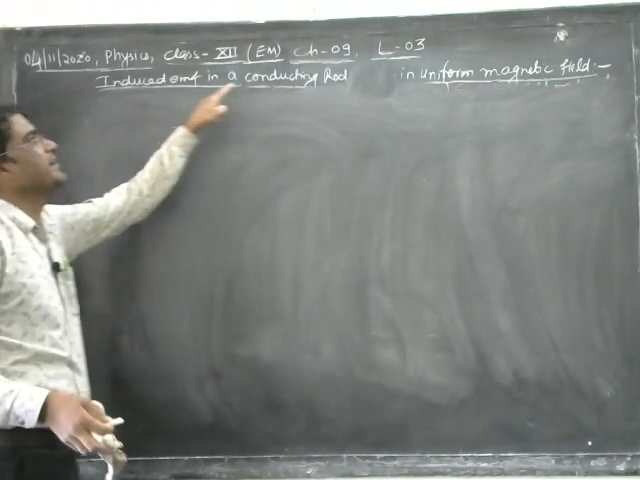 04/11/2020, Physics, Class- XII (EM) Ch-09, L-03
Induced emf in a conducting Rod in uniform magnetic field:-